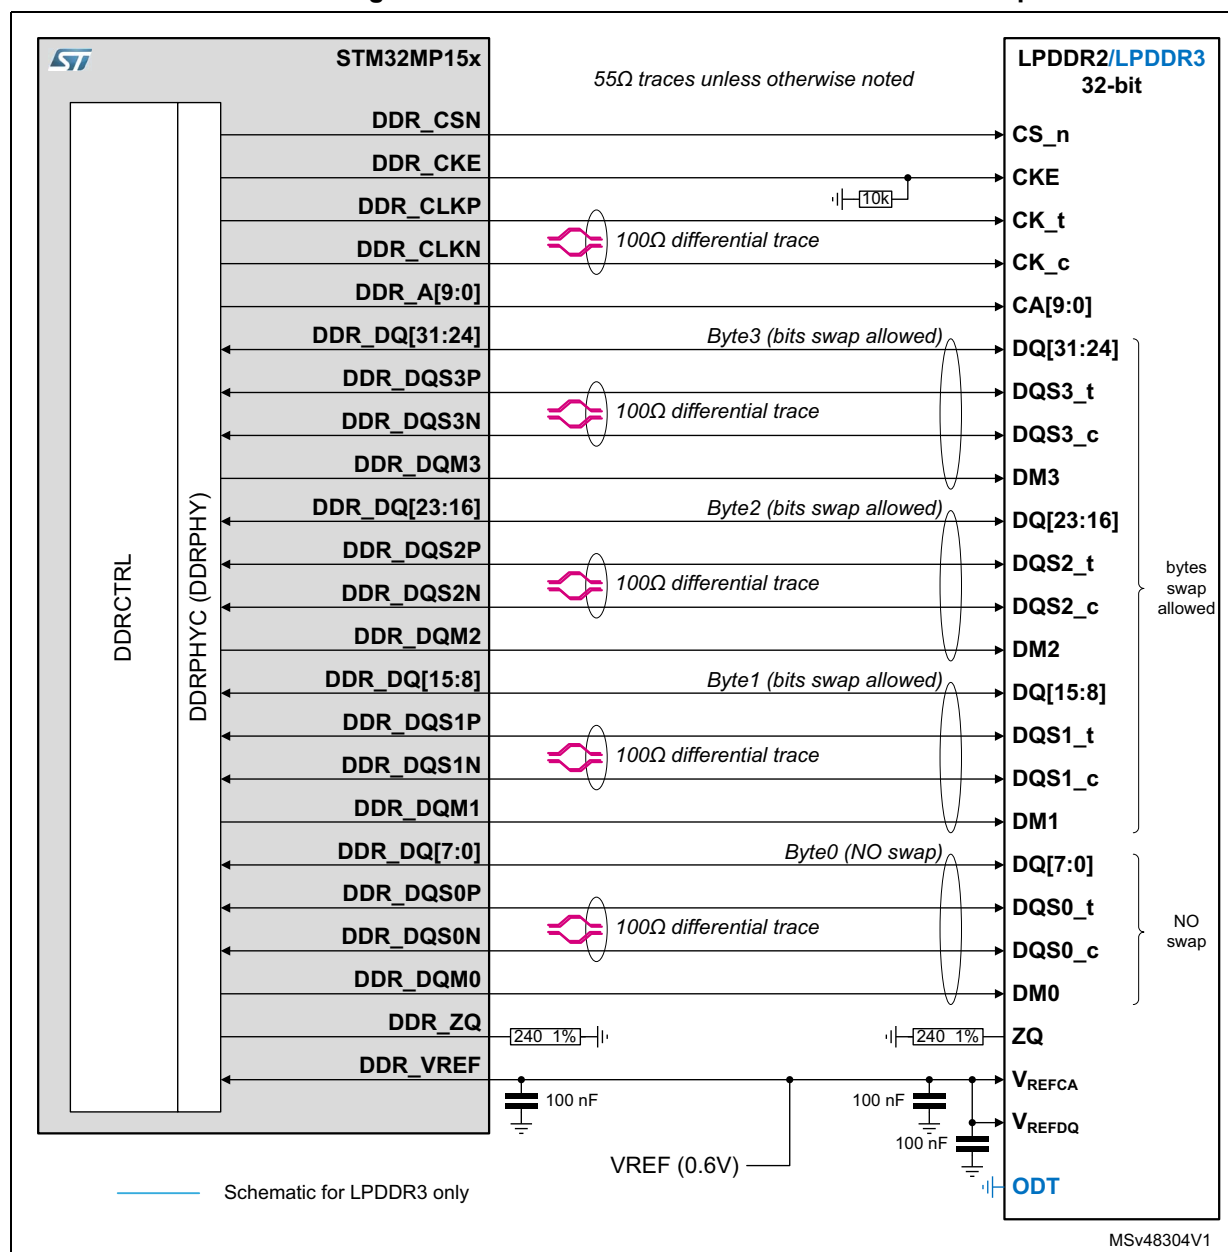 ST
STM32MP15x
55Ω traces unless otherwise noted
LPDDR2/LPDDR3
32-bit
DDR_CSN
CS_n
DDR_CKE
10k
CKE
DDR_CLKP
CK_t
100Ω differential trace
DDR_CLKN
CK_c
DDR_A[9:0]
CA[9:0]
DDR_DQ[31:24]
Byte3 (bits swap allowed)
DQ[31:24]
DDR_DQS3P
DQS3_t
100Ω differential trace
DDR_DQS3N
DQS3_c
DDR_DQM3
DM3
DDR_DQ[23:16]
Byte2 (bits swap allowed)
DQ[23:16]
DDR_DQS2P
DQS2_t
100Ω differential trace
DDR_DQS2N
DQS2_c
DDR_DQM2
DM2
DDR_DQ[15:8]
Byte1 (bits swap allowed)
DQ[15:8]
DDR_DQS1P
DQS1_t
100Ω differential trace
DDR_DQS1N
DQS1_c
DDR_DQM1
DM1
bytes
swap
allowed
DDR_DQ[7:0]
Byte0 (NO swap)
DQ[7:0]
DDR_DQS0P
DQS0_t
100Ω differential trace
DDR_DQS0N
DQS0_c
DDR_DQM0
DM0
NO
swap
DDRCTRL
DDRPHYC (DDRPHY)
DDR_ZQ
240 1%
240 1%
ZQ
DDR_VREF
100 nF
100 nF
VREFCA
100 nF
VREFDQ
VREF (0.6V)
ODT
Schematic for LPDDR3 only
MSv48304V1